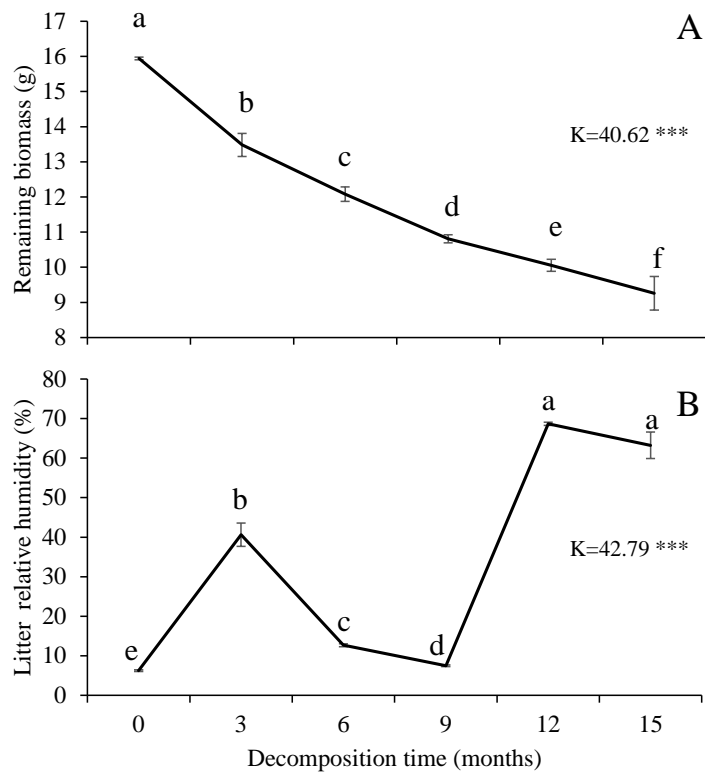 A
Remaining biomass (g)
17
16
15
14
13
12
11
10
9
8
a
b
c
d
e
f
K=40.62 ***
B
Litter relative humidity (%)
80
70
60
50
40
30
20
10
0
e
b
c
d
a
a
K=42.79 ***
0 3 6 9 12 15
Decomposition time (months)